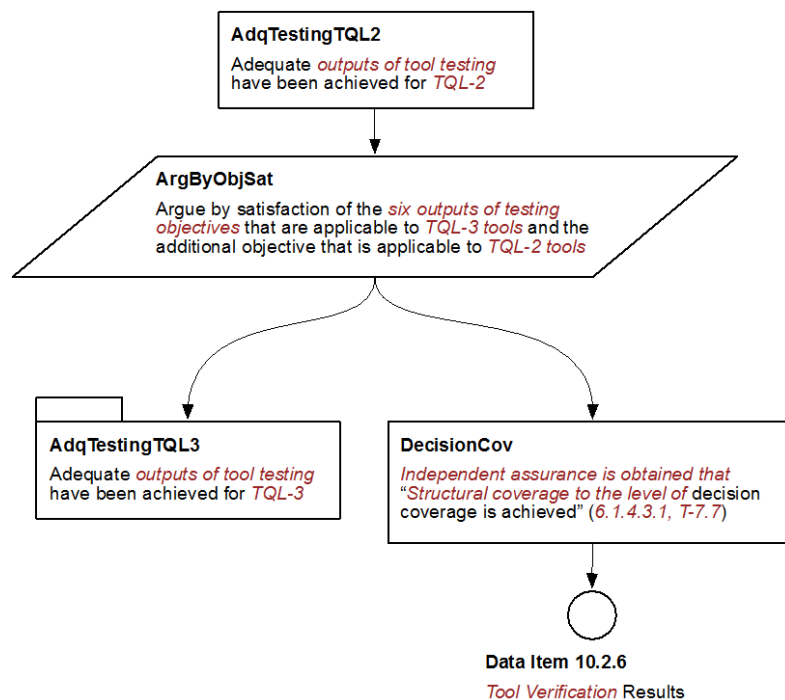 AdqTestingTQL2
Adequate outputs of tool testing
have been achieved for TQL-2
ArgByObjSat
Argue by satisfaction of the six outputs of testing
objectives that are applicable to TQL-3 tools and the
additional objective that is applicable to TQL-2 tools
AdqTestingTQL3
Adequate outputs of tool testing
have been achieved for TQL-3
DecisionCov
Independent assurance is obtained that
“Structural coverage to the level of decision
coverage is achieved” (6.1.4.3.1, T-7.7)
Data Item 10.2.6
Tool Verification Results